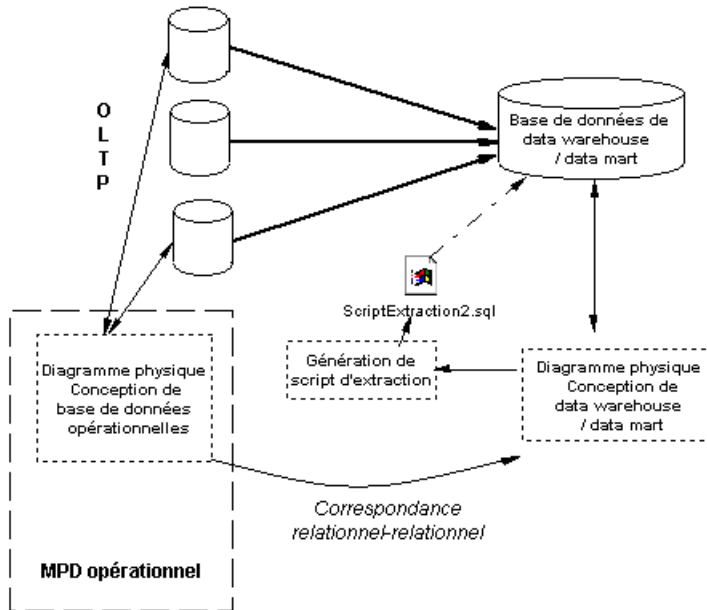 O
L
T
P
Base de données de
data warehouse
/ data mart
ScriptExtraction2.sql
Génération de
script d'extraction
Diagramme physique
Conception de
base de données
opérationnelles
Diagramme physique
Conception de
data warehouse
/ data mart
Correspondance
relationnel-relationnel
MPD opérationnel